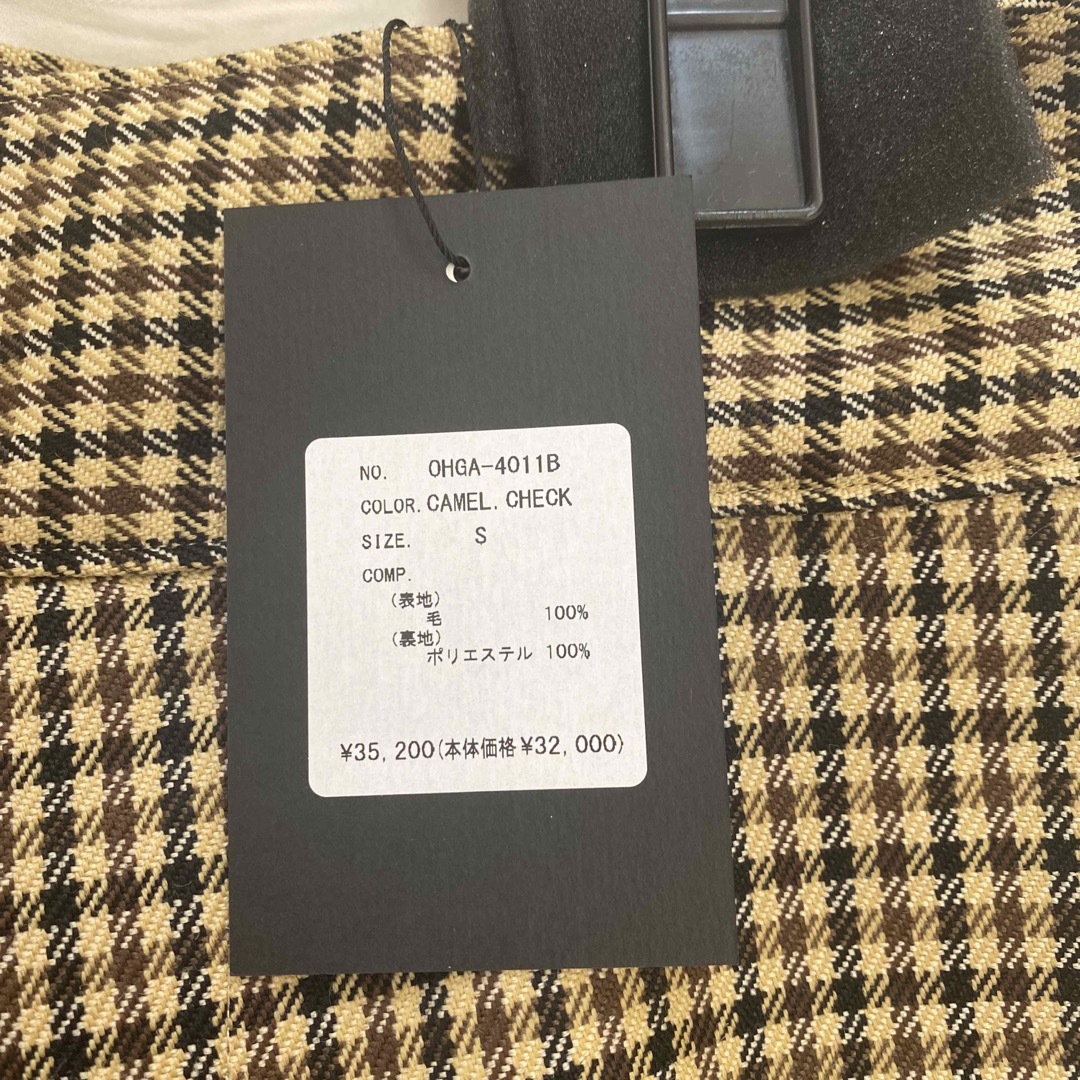 NO. OHGA-4011B
COLOR. CAMEL. CHECK
SIZE. S
COMP.
(表地)
毛 100%
(裏地)
ポリエステル 100%
¥35, 200(本体価格¥32, 000)